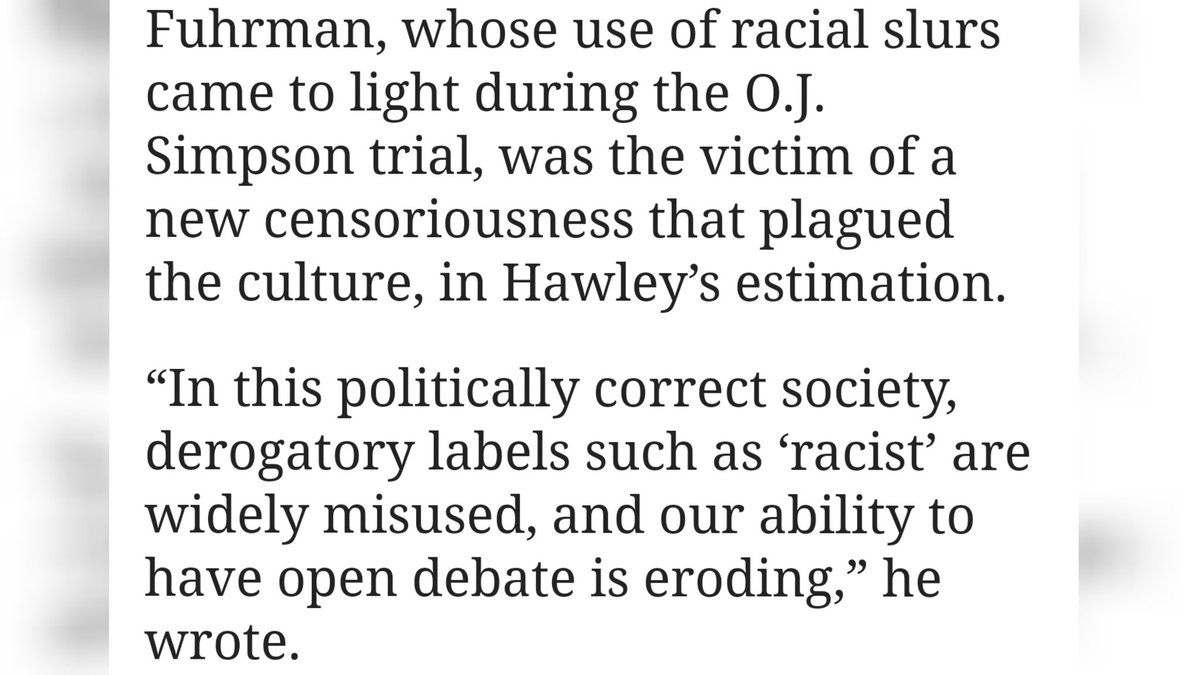 Fuhrman, whose use of racial slurs
came to light during the O.J.
Simpson trial, was the victim of a
new censoriousness that plagued
the culture, in Hawley’s estimation.
“In this politically correct society,
derogatory labels such as ‘racist’ are
widely misused, and our ability to
have open debate is eroding,” he
wrote.